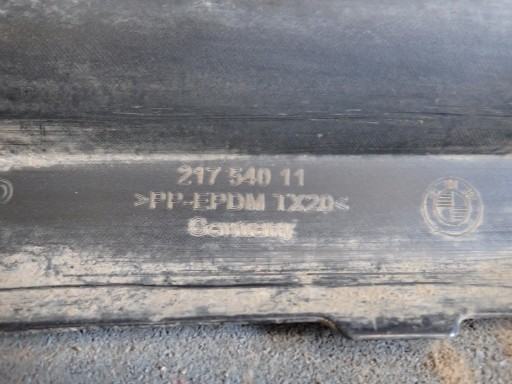 217 540 11
>PP-EPDM TX20<
Germany